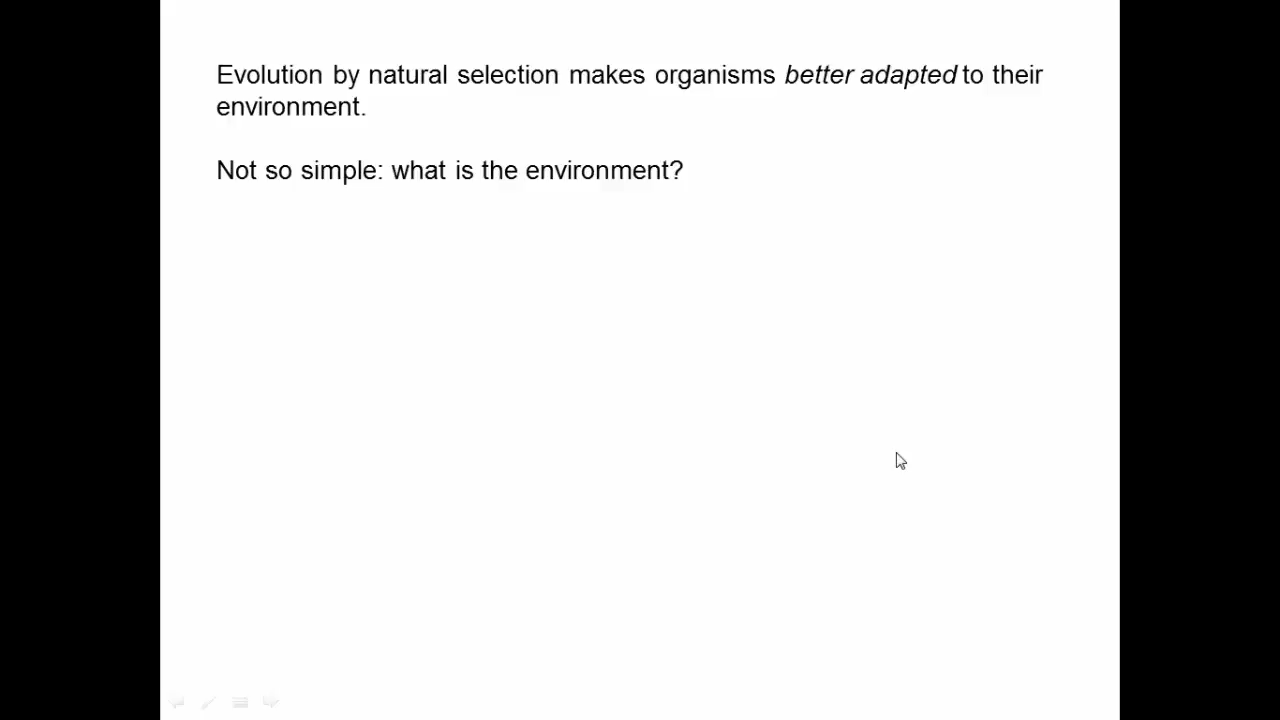 Evolution by natural selection makes organisms better adapted to their
environment.
Not so simple: what is the environment?